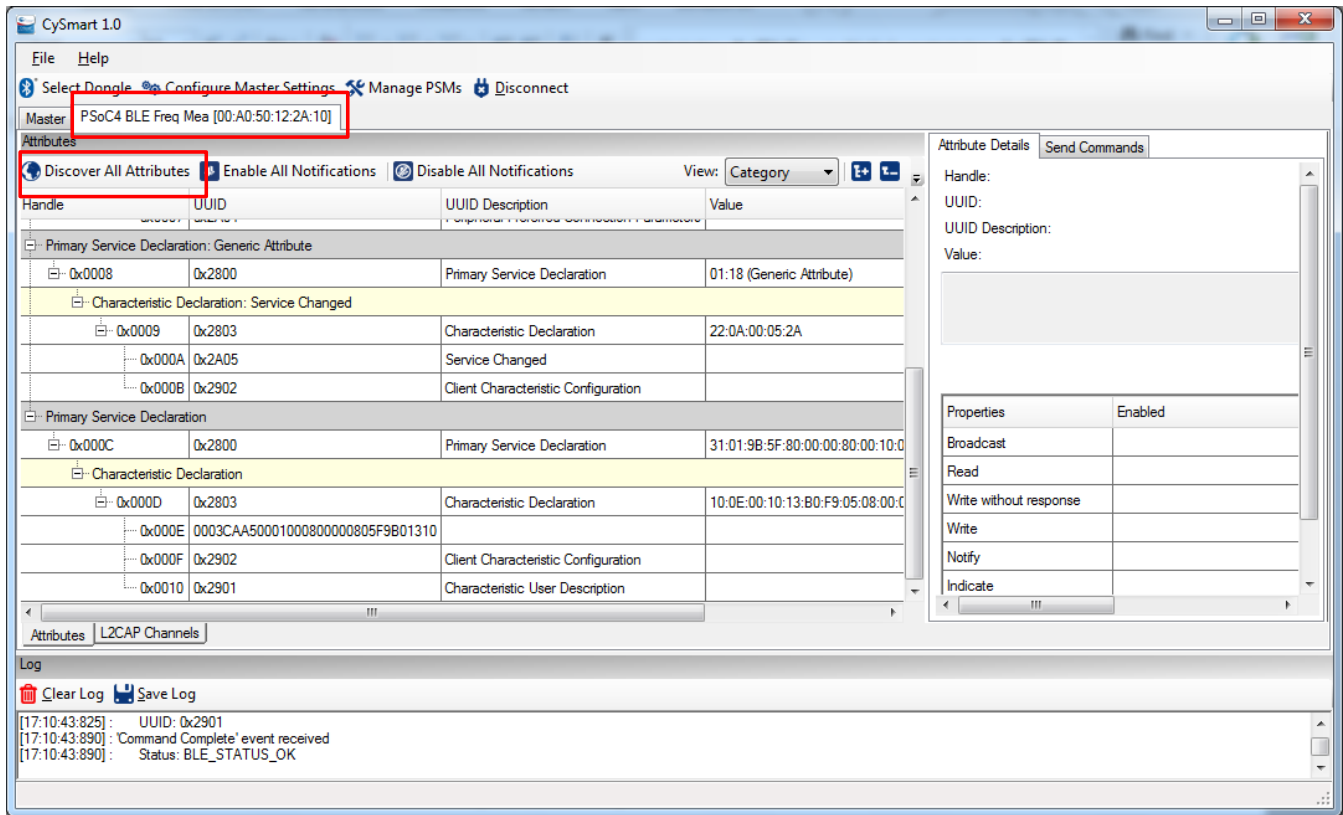 CySmart 1.0
File Help
Select Dongle Configure Master Settings Manage PSMs Disconnect
Master PSoC4 BLE Freq Mea [00:A0:50:12:2A:10]
Attributes
Discover All Attributes Enable All Notifications Disable All Notifications View: Category
Handle UUID UUID Description Value
Primary Service Declaration: Generic Attribute
0x0008 0x2800 Primary Service Declaration 01:18 (Generic Attribute)
Characteristic Declaration: Service Changed
0x0009 0x2803 Characteristic Declaration 22:0A:00:05:2A
0x000A 0x2A05 Service Changed
0x000B 0x2902 Client Characteristic Configuration
Primary Service Declaration
0x000C 0x2800 Primary Service Declaration 31:01:9B:5F:80:00:00:80:00:10:0
Characteristic Declaration
0x000D 0x2803 Characteristic Declaration 10:0E:00:10:13:B0:F9:05:08:00:0
0x000E 0003CAA50001000800000805F9B01310
0x000F 0x2902 Client Characteristic Configuration
0x0010 0x2901 Characteristic User Description
Attributes L2CAP Channels
Attribute Details Send Commands
Handle:
UUID:
UUID Description:
Value:
Properties Enabled
Broadcast
Read
Write without response
Write
Notify
Indicate
Log
Clear Log Save Log
[17:10:43:825] : UUID: 0x2901
[17:10:43:890] : 'Command Complete' event received
[17:10:43:890] : Status: BLE_STATUS_OK